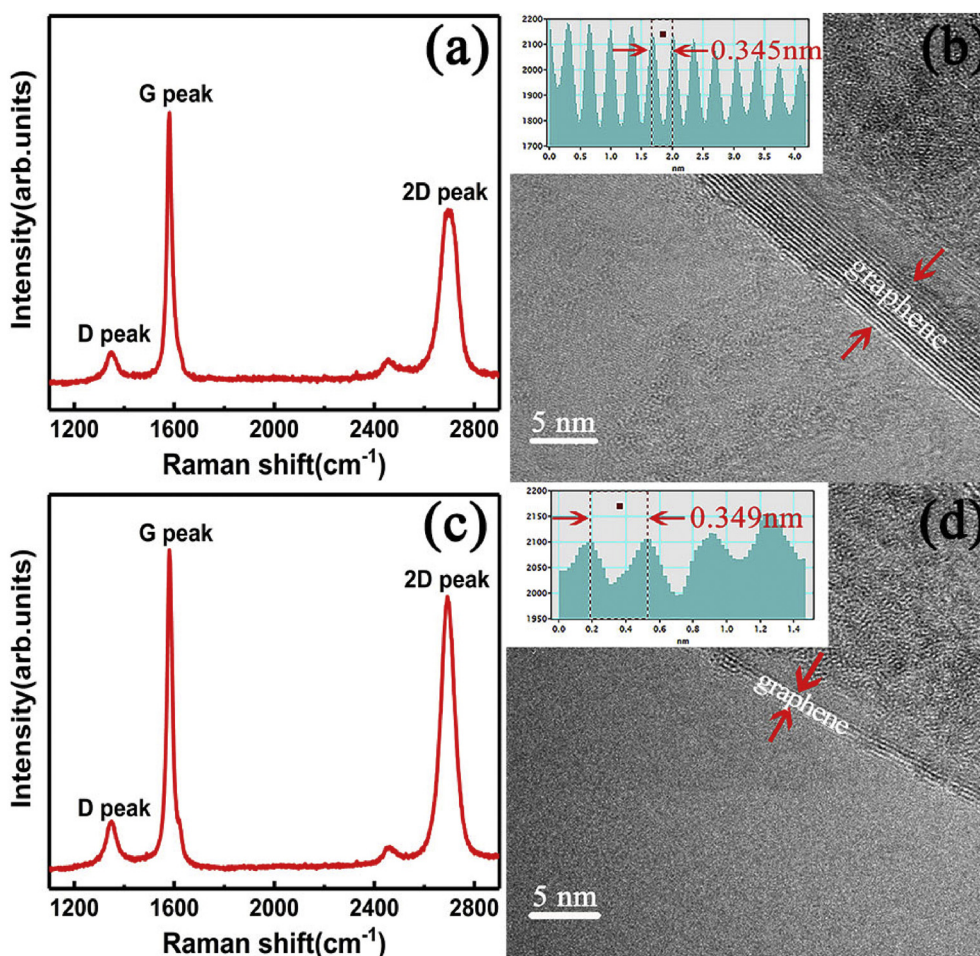 (a)
G peak
2D peak
D peak
Intensity(arb.units)
1200 1600 2000 2400 2800
Raman shift(cm⁻¹)
(b)
2200
2100
2000
1900
1800
1700
0.345nm
0.0 0.5 1.0 1.5 2.0 2.5 3.0 3.5 4.0
nm
graphene
5 nm
(c)
G peak
2D peak
D peak
Intensity(arb.units)
1200 1600 2000 2400 2800
Raman shift(cm⁻¹)
(d)
2200
2150
2100
2050
2000
1950
0.349nm
0.0 0.2 0.4 0.6 0.8 1.0 1.2 1.4
nm
graphene
5 nm